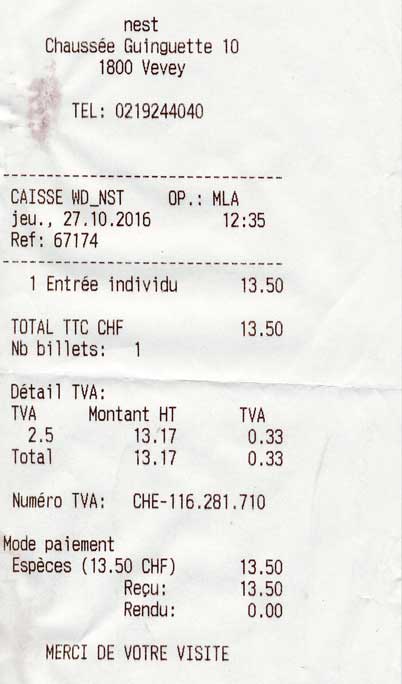 nest
Chaussée Guinguette 10
1800 Vevey
TEL: 0219244040
------------------------------
CAISSE WD_NST OP.: MLA
jeu., 27.10.2016 12:35
Ref: 67174
------------------------------
1 Entrée individu 13.50
TOTAL TTC CHF 13.50
Nb billets: 1
Détail TVA:
TVA Montant HT TVA
2.5 13.17 0.33
Total 13.17 0.33
Numéro TVA: CHE-116.281.710
Mode paiement
Espèces (13.50 CHF) 13.50
Reçu: 13.50
Rendu: 0.00
MERCI DE VOTRE VISITE